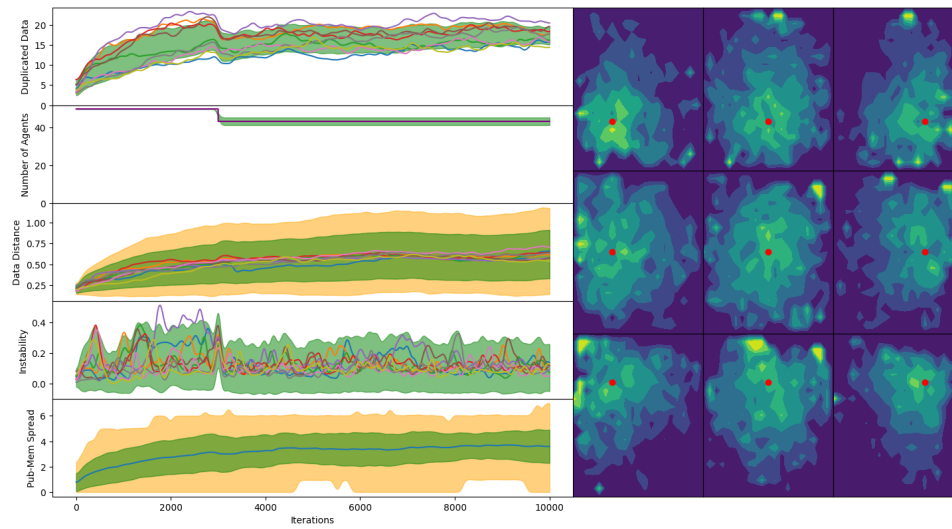 Duplicated Data
20
15
10
5
0
Number of Agents
40
20
0
Data Distance
1.00
0.75
0.50
0.25
Instability
0.4
0.2
0.0
Pub-Mem Spread
6
4
2
0
0 2000 4000 6000 8000 10000
Iterations